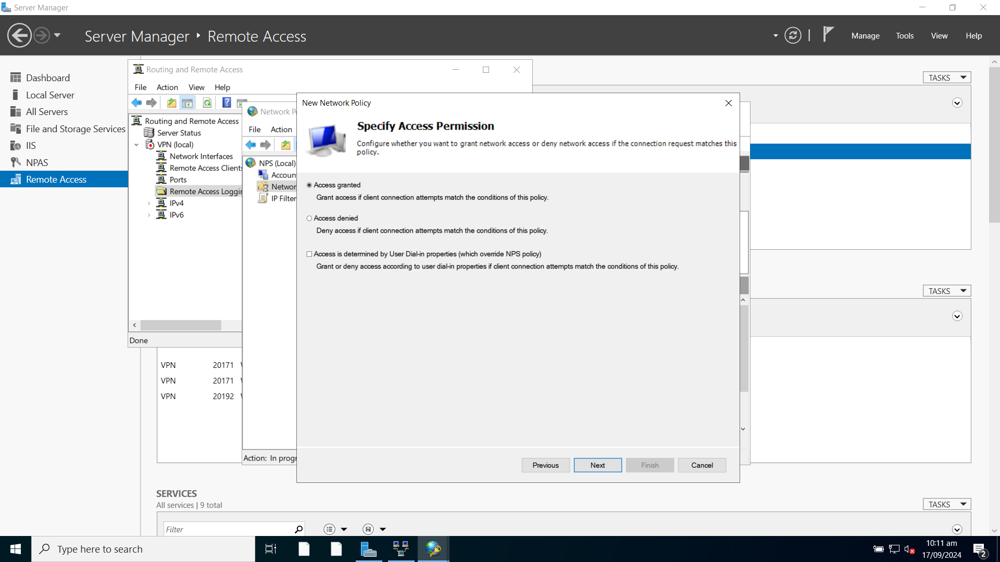 Server Manager
Server Manager ‣ Remote Access
Manage
Tools
View
Help
Dashboard
Local Server
All Servers
File and Storage Services
IIS
NPAS
Remote Access
TASKS
Routing and Remote Access
File
Action
View
Help
Routing and Remote Access
Server Status
VPN (local)
Network Interfaces
Remote Access Clients
Ports
Remote Access Loggin
IPv4
IPv6
Done
Network P
File
Action
NPS (Local)
Accoun
Networ
IP Filter
Action: In progr
New Network Policy
Specify Access Permission
Configure whether you want to grant network access or deny network access if the connection request matches this
policy.
Access granted
Grant access if client connection attempts match the conditions of this policy.
Access denied
Deny access if client connection attempts match the conditions of this policy.
Access is determined by User Dial-in properties (which override NPS policy)
Grant or deny access according to user dial-in properties if client connection attempts match the conditions of this policy.
Previous
Next
Finish
Cancel
TASKS
VPN 20171
VPN 20171
VPN 20192
SERVICES
All services | 9 total
TASKS
Filter
Type here to search
10:11 am
17/09/2024
2